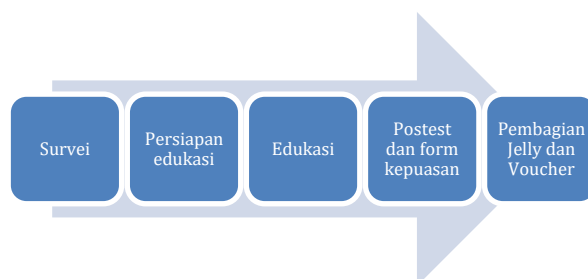 Survei
Persiapan
edukasi
Edukasi
Postest
dan form
kepuasan
Pembagian
Jelly dan
Voucher